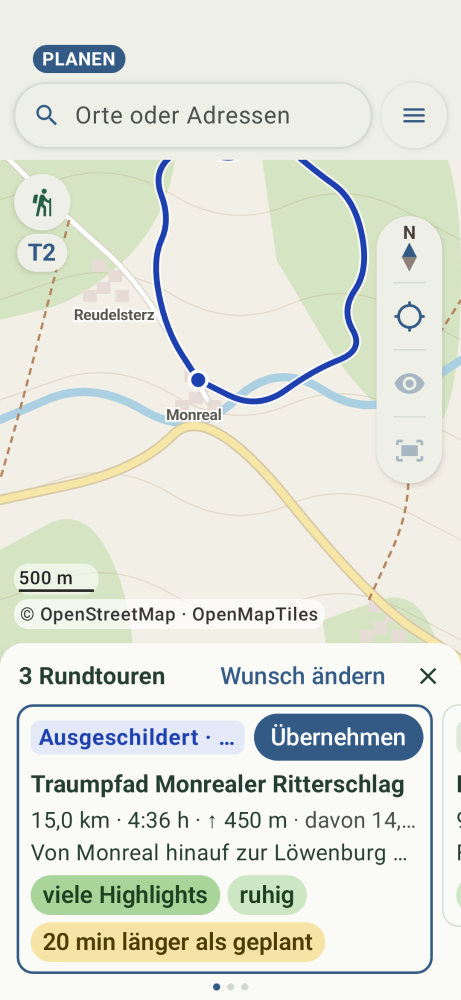 PLANEN
Orte oder Adressen
N
T2
Reudelsterz
Monreal
500 m
© OpenStreetMap · OpenMapTiles
3 Rundtouren Wunsch ändern
Ausgeschildert · … Übernehmen
Traumpfad Monrealer Ritterschlag
15,0 km · 4:36 h · ↑ 450 m · davon 14,…
Von Monreal hinauf zur Löwenburg …
viele Highlights ruhig
20 min länger als geplant